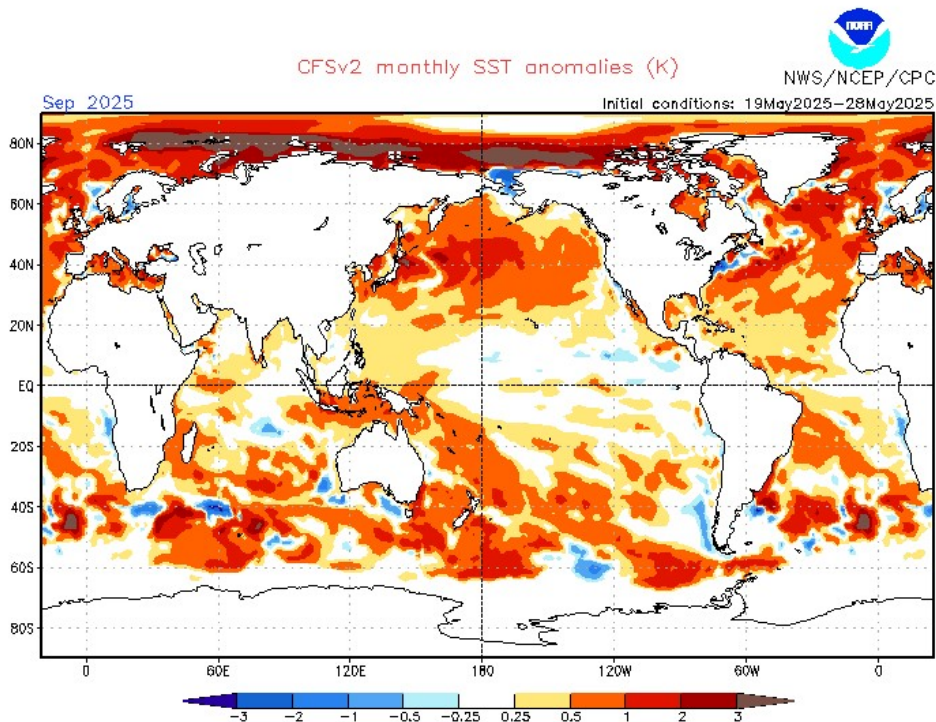 NOAA
CFSv2 monthly SST anomalies (K)
NWS/NCEP/CPC
Sep 2025
Initial conditions: 19May2025-28May2025
80N
60N
40N
20N
EQ
20S
40S
60S
80S
0 60E 120E 180 120W 60W 0
-3 -2 -1 -0.5 -0.25 0.25 0.5 1 2 3